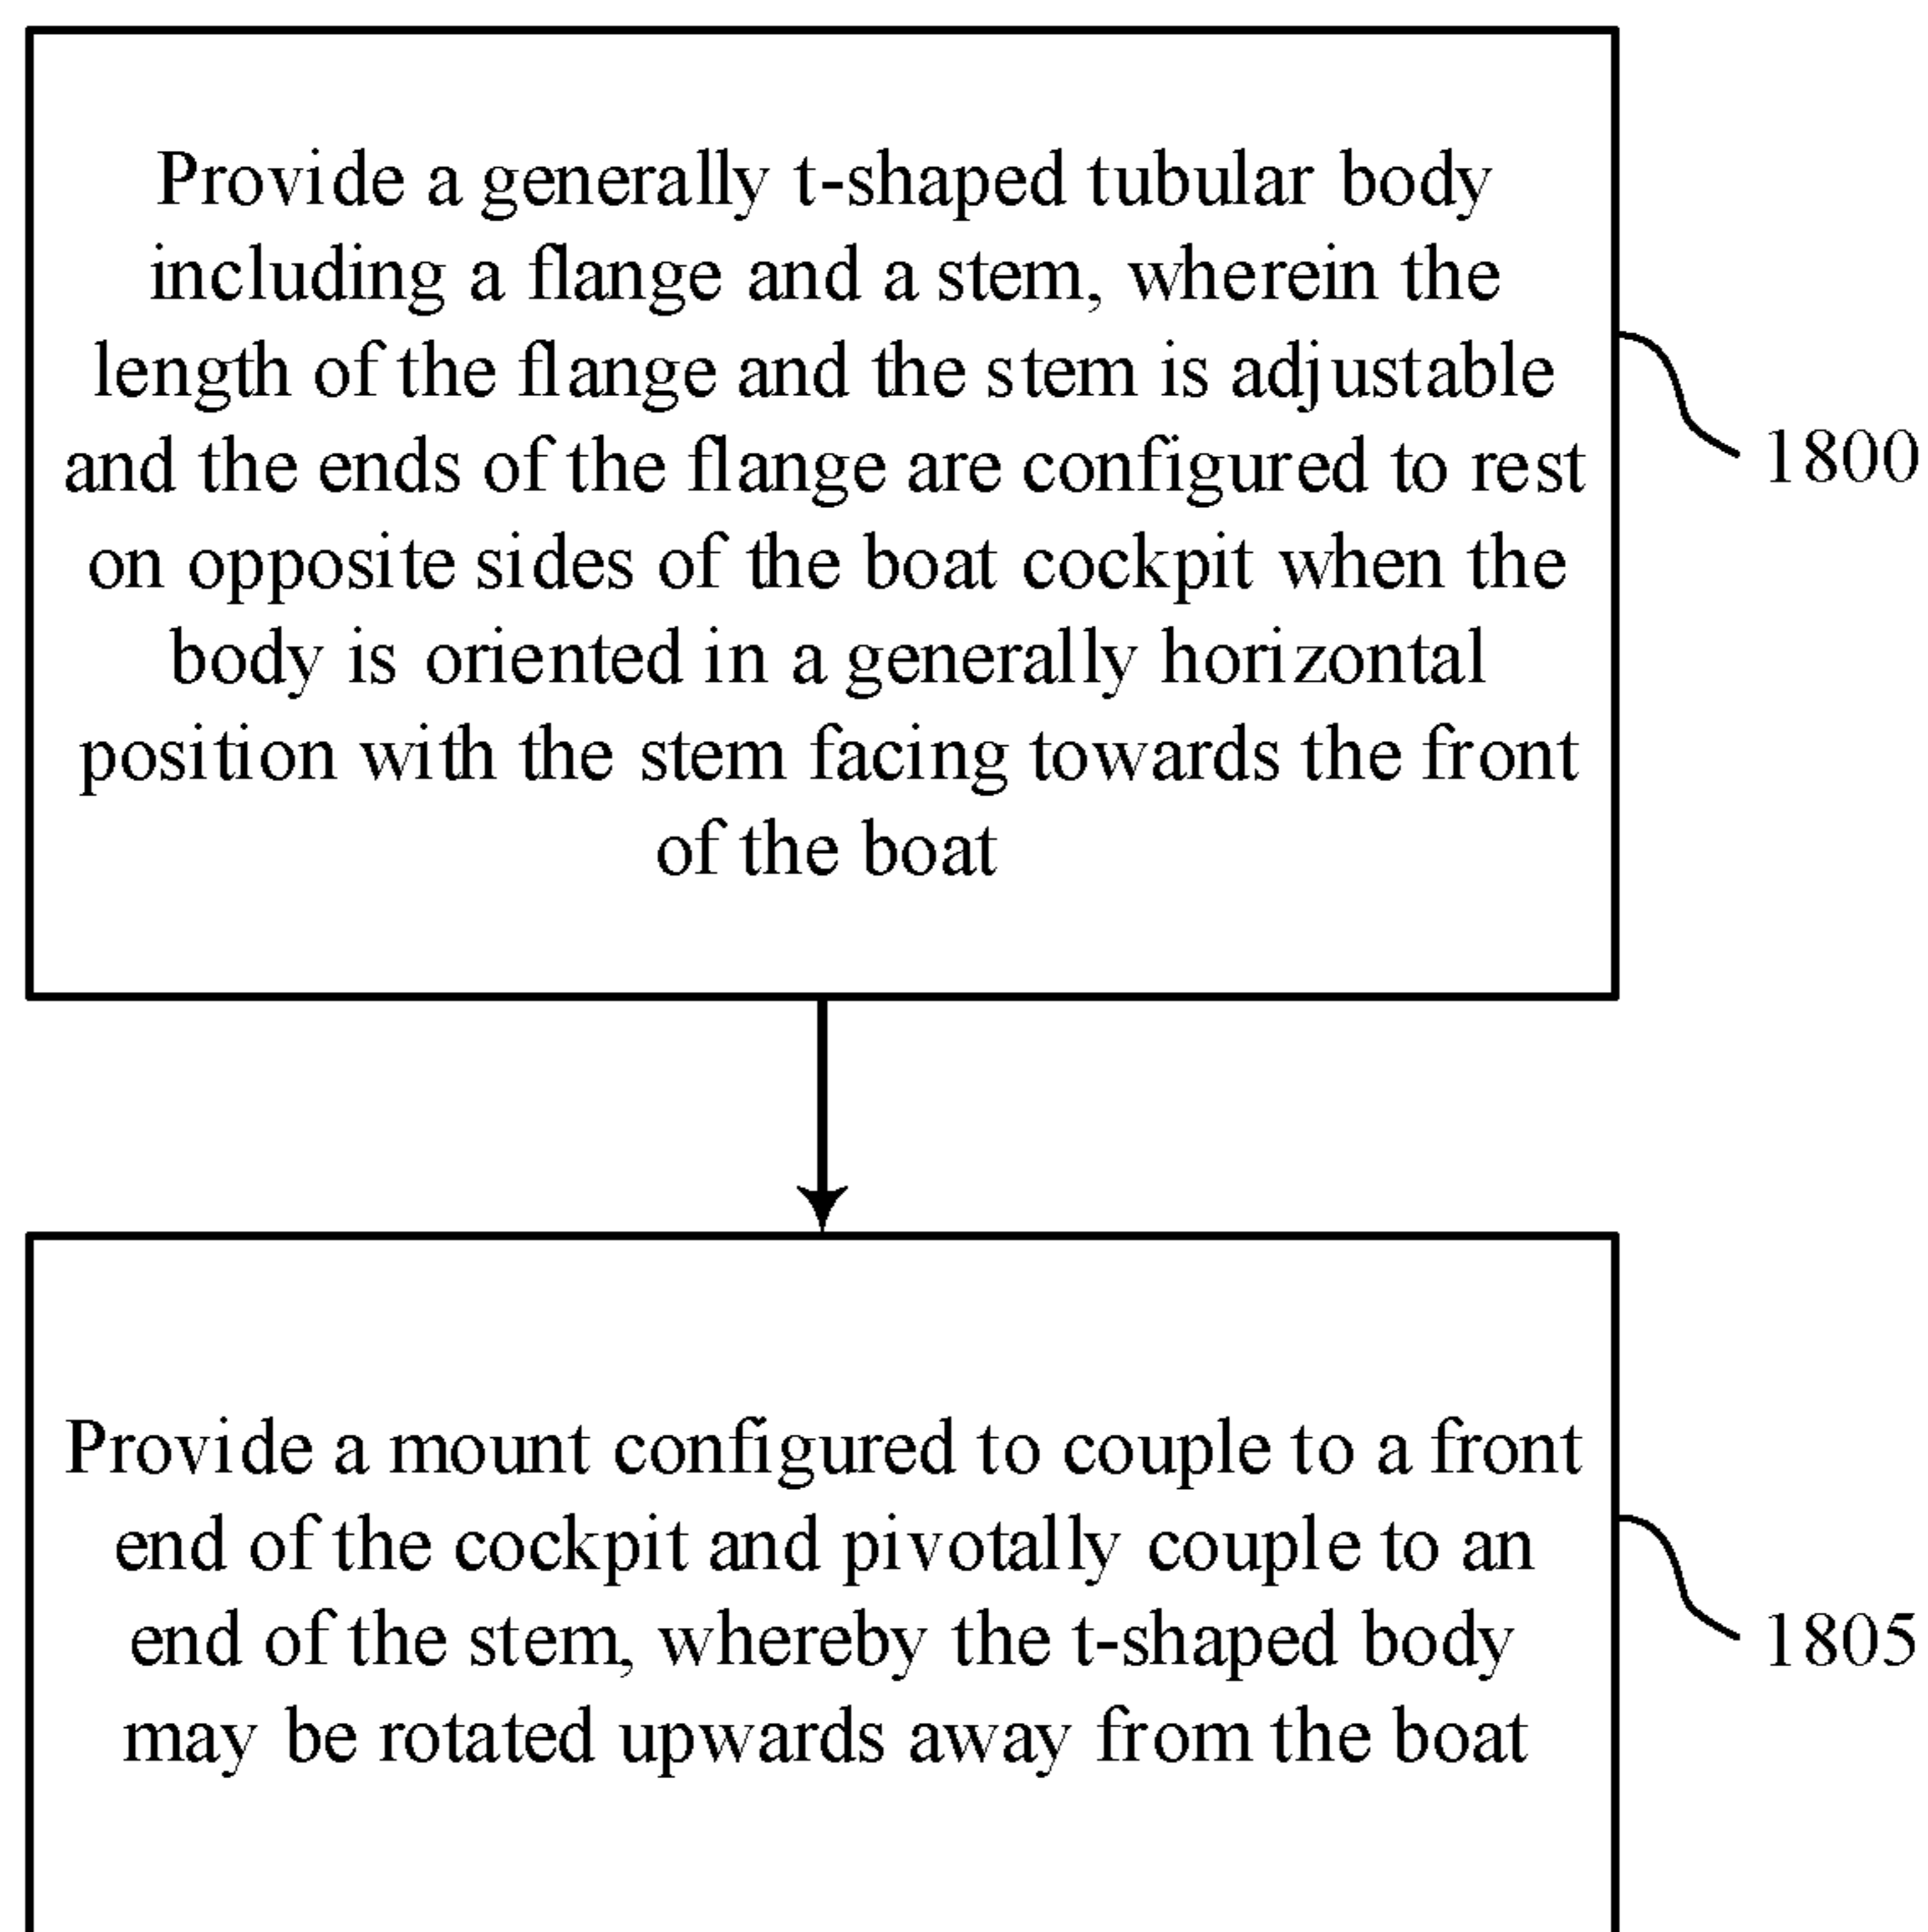 Provide a generally t-shaped tubular body
including a flange and a stem, wherein the
length of the flange and the stem is adjustable
and the ends of the flange are configured to rest
on opposite sides of the boat cockpit when the
body is oriented in a generally horizontal
position with the stem facing towards the front
of the boat
1800
Provide a mount configured to couple to a front
end of the cockpit and pivotally couple to an
end of the stem, whereby the t-shaped body
may be rotated upwards away from the boat
1805